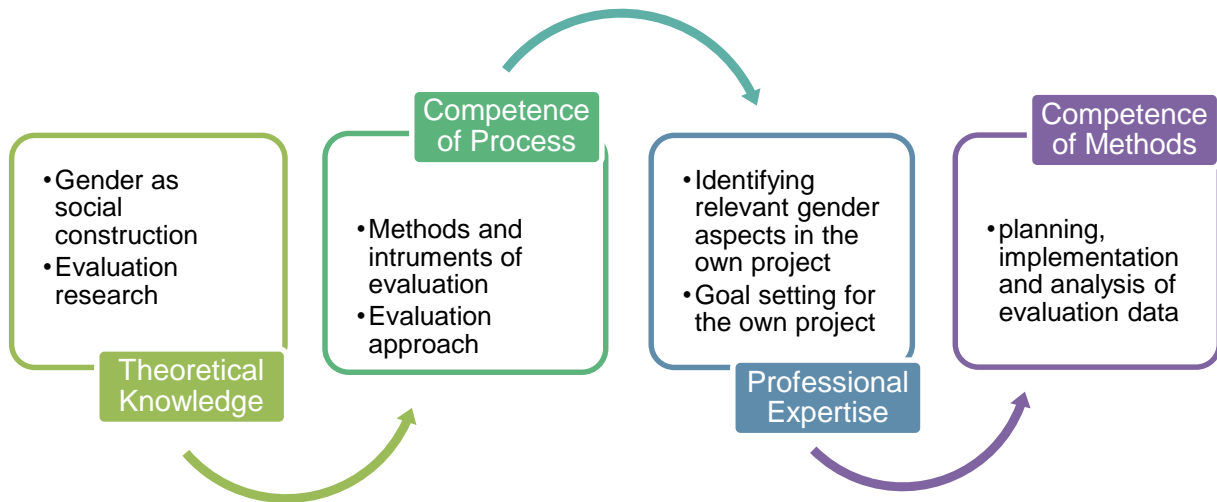 •Gender as
social
construction
•Evaluation
research
Theoretical
Knowledge
Competence
of Process
•Methods and
intruments of
evaluation
•Evaluation
approach
•Identifying
relevant gender
aspects in the
own project
•Goal setting for
the own project
Professional
Expertise
Competence
of Methods
•planning,
implementation
and analysis of
evaluation data